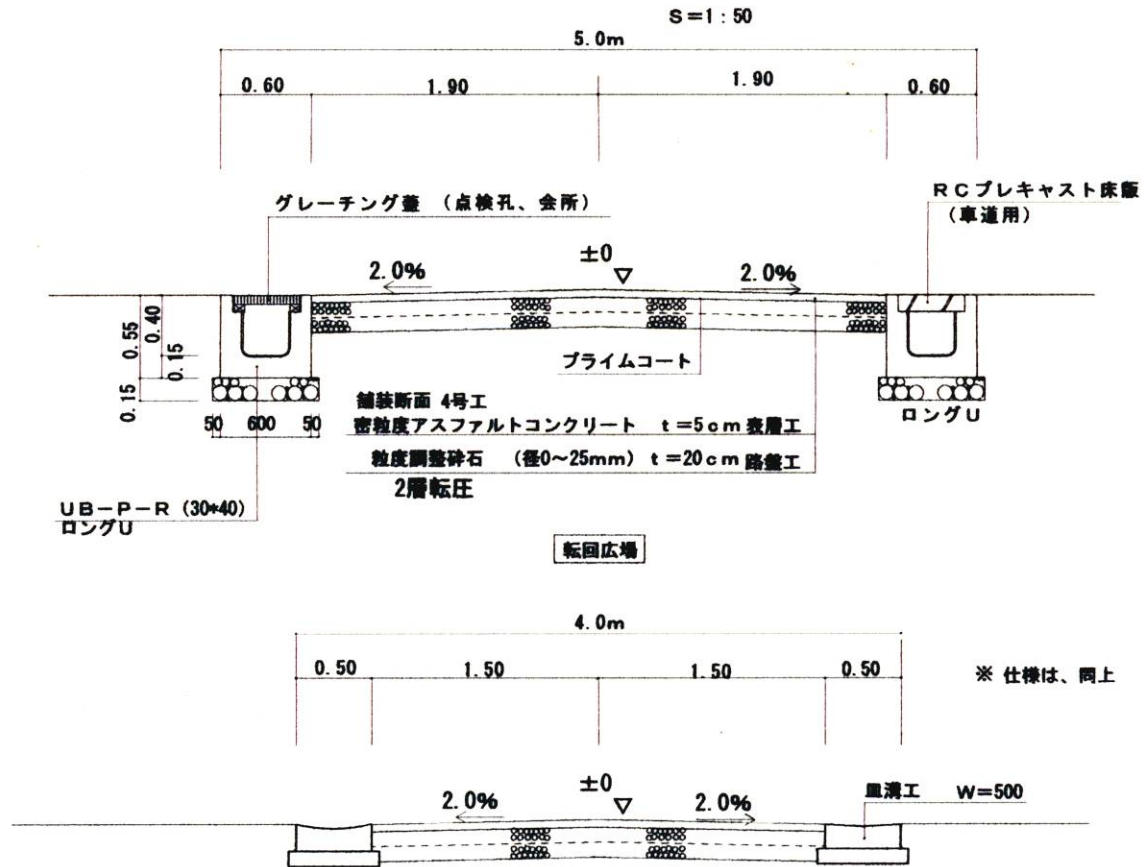 S=1:50
5.0m
0.60 1.90 1.90 0.60
グレーチング蓋 (点検孔、会所)
RCプレキャスト床版
(車道用)
±0
2.0% 2.0%
0.55 0.40 0.15
0.15
プライムコート
50 600 50
ロングU
舗装断面 4号工
密粒度アスファルトコンクリート t=5cm 表層工
粒度調整砕石 (径0~25mm) t=20cm 路盤工
2層転圧
UB-P-R (30*40)
ロングU
転回広場
4.0m
0.50 1.50 1.50 0.50
※ 仕様は、同上
±0
2.0% 2.0%
皿溝工 W=500